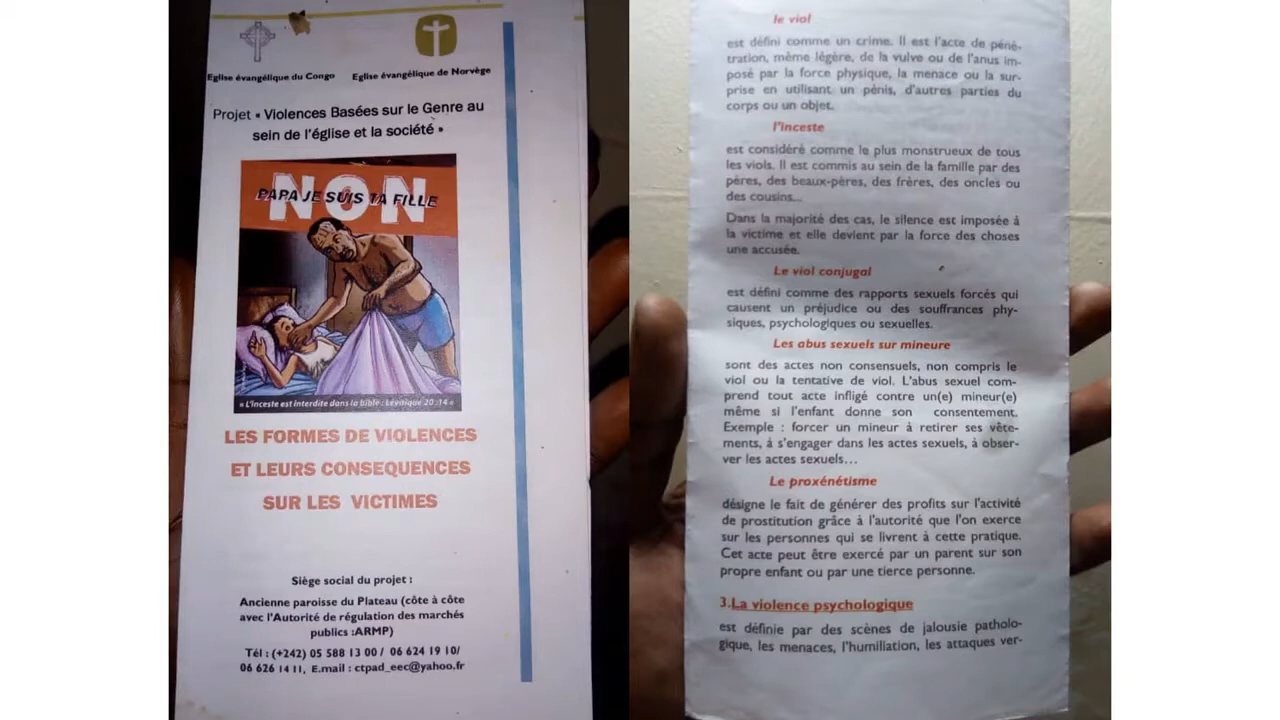 Eglise évangélique du Congo Eglise évangélique de Norvège
Projet « Violences Basées sur le Genre au
sein de l'église et la société »
NON
PAPA JE SUIS TA FILLE
« L'inceste est interdite dans la bible : Lévitique 20 :14 »
LES FORMES DE VIOLENCES
ET LEURS CONSEQUENCES
SUR LES VICTIMES
Siège social du projet :
Ancienne paroisse du Plateau (côte à côte
avec l'Autorité de régulation des marchés
publics :ARMP)
Tél : (+242) 05 588 13 00 / 06 624 19 10/
06 626 14 11, E.mail : ctpad_eec@yahoo.fr
le viol
est défini comme un crime. Il est l'acte de péné-
tration, même légère, de la vulve ou de l'anus im-
posé par la force physique, la menace ou la sur-
prise en utilisant un pénis, d'autres parties du
corps ou un objet.
l'inceste
est considéré comme le plus monstrueux de tous
les viols. Il est commis au sein de la famille par des
pères, des beaux-pères, des frères, des oncles ou
des cousins...
Dans la majorité des cas, le silence est imposée à
la victime et elle devient par la force des choses
une accusée.
Le viol conjugal
est défini comme des rapports sexuels forcés qui
causent un préjudice ou des souffrances phy-
siques, psychologiques ou sexuelles.
Les abus sexuels sur mineure
sont des actes non consensuels, non compris le
viol ou la tentative de viol. L'abus sexuel com-
prend tout acte infligé contre un(e) mineur(e)
même si l'enfant donne son consentement.
Exemple : forcer un mineur à retirer ses vête-
ments, à s'engager dans les actes sexuels, à obser-
ver les actes sexuels...
Le proxénétisme
désigne le fait de générer des profits sur l'activité
de prostitution grâce à l'autorité que l'on exerce
sur les personnes qui se livrent à cette pratique.
Cet acte peut être exercé par un parent sur son
propre enfant ou par une tierce personne.
3.La violence psychologique
est définie par des scènes de jalousie patholo-
gique, les menaces, l'humiliation, les attaques ver-